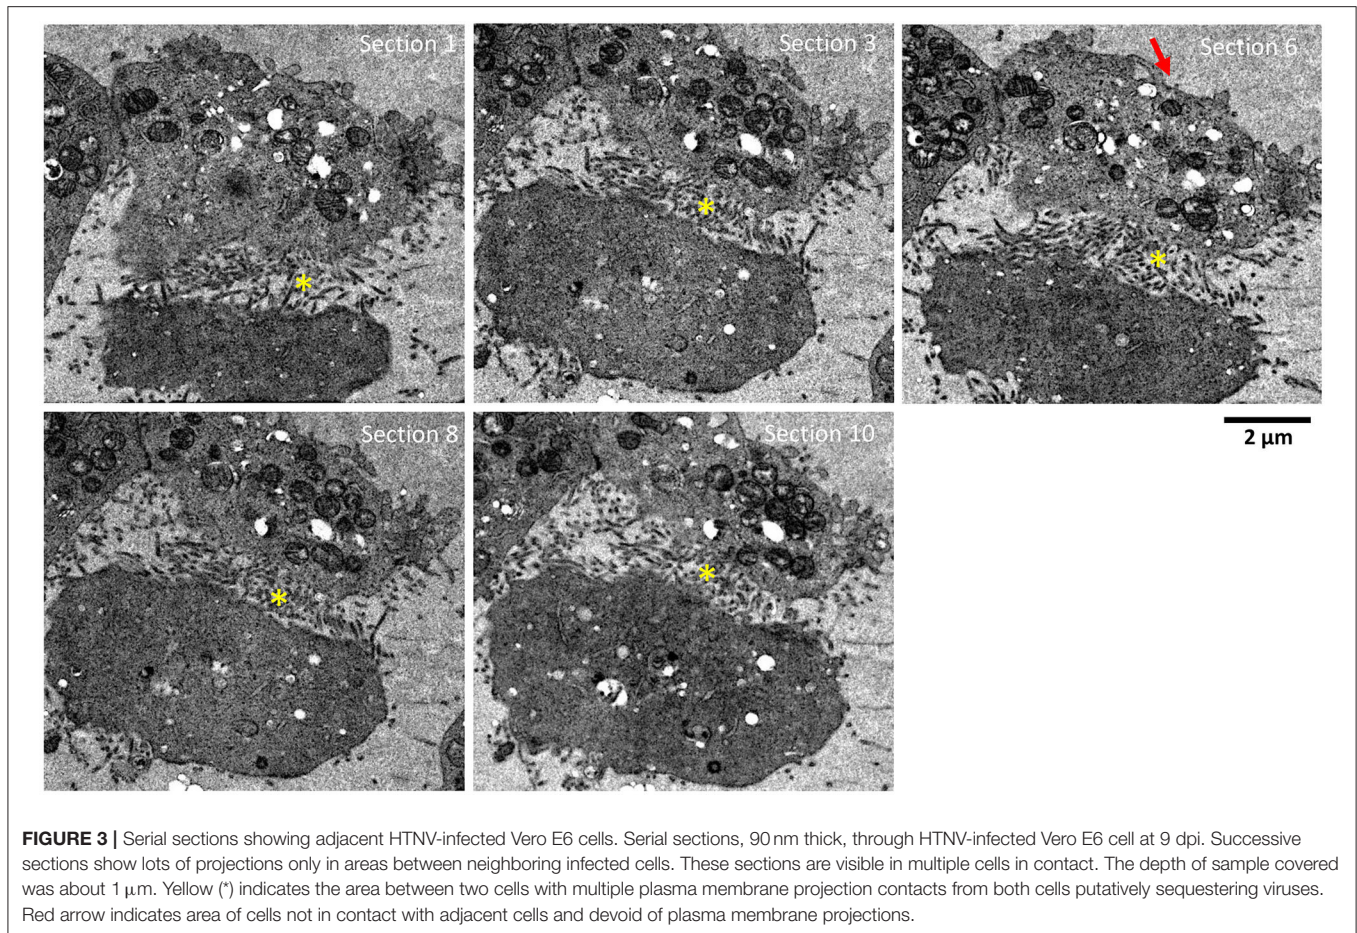 Section 1
Section 3
Section 6
Section 8
Section 10
2 µm
FIGURE 3 | Serial sections showing adjacent HTNV-infected Vero E6 cells. Serial sections, 90 nm thick, through HTNV-infected Vero E6 cell at 9 dpi. Successive
sections show lots of projections only in areas between neighboring infected cells. These sections are visible in multiple cells in contact. The depth of sample covered
was about 1 µm. Yellow (*) indicates the area between two cells with multiple plasma membrane projection contacts from both cells putatively sequestering viruses.
Red arrow indicates area of cells not in contact with adjacent cells and devoid of plasma membrane projections.